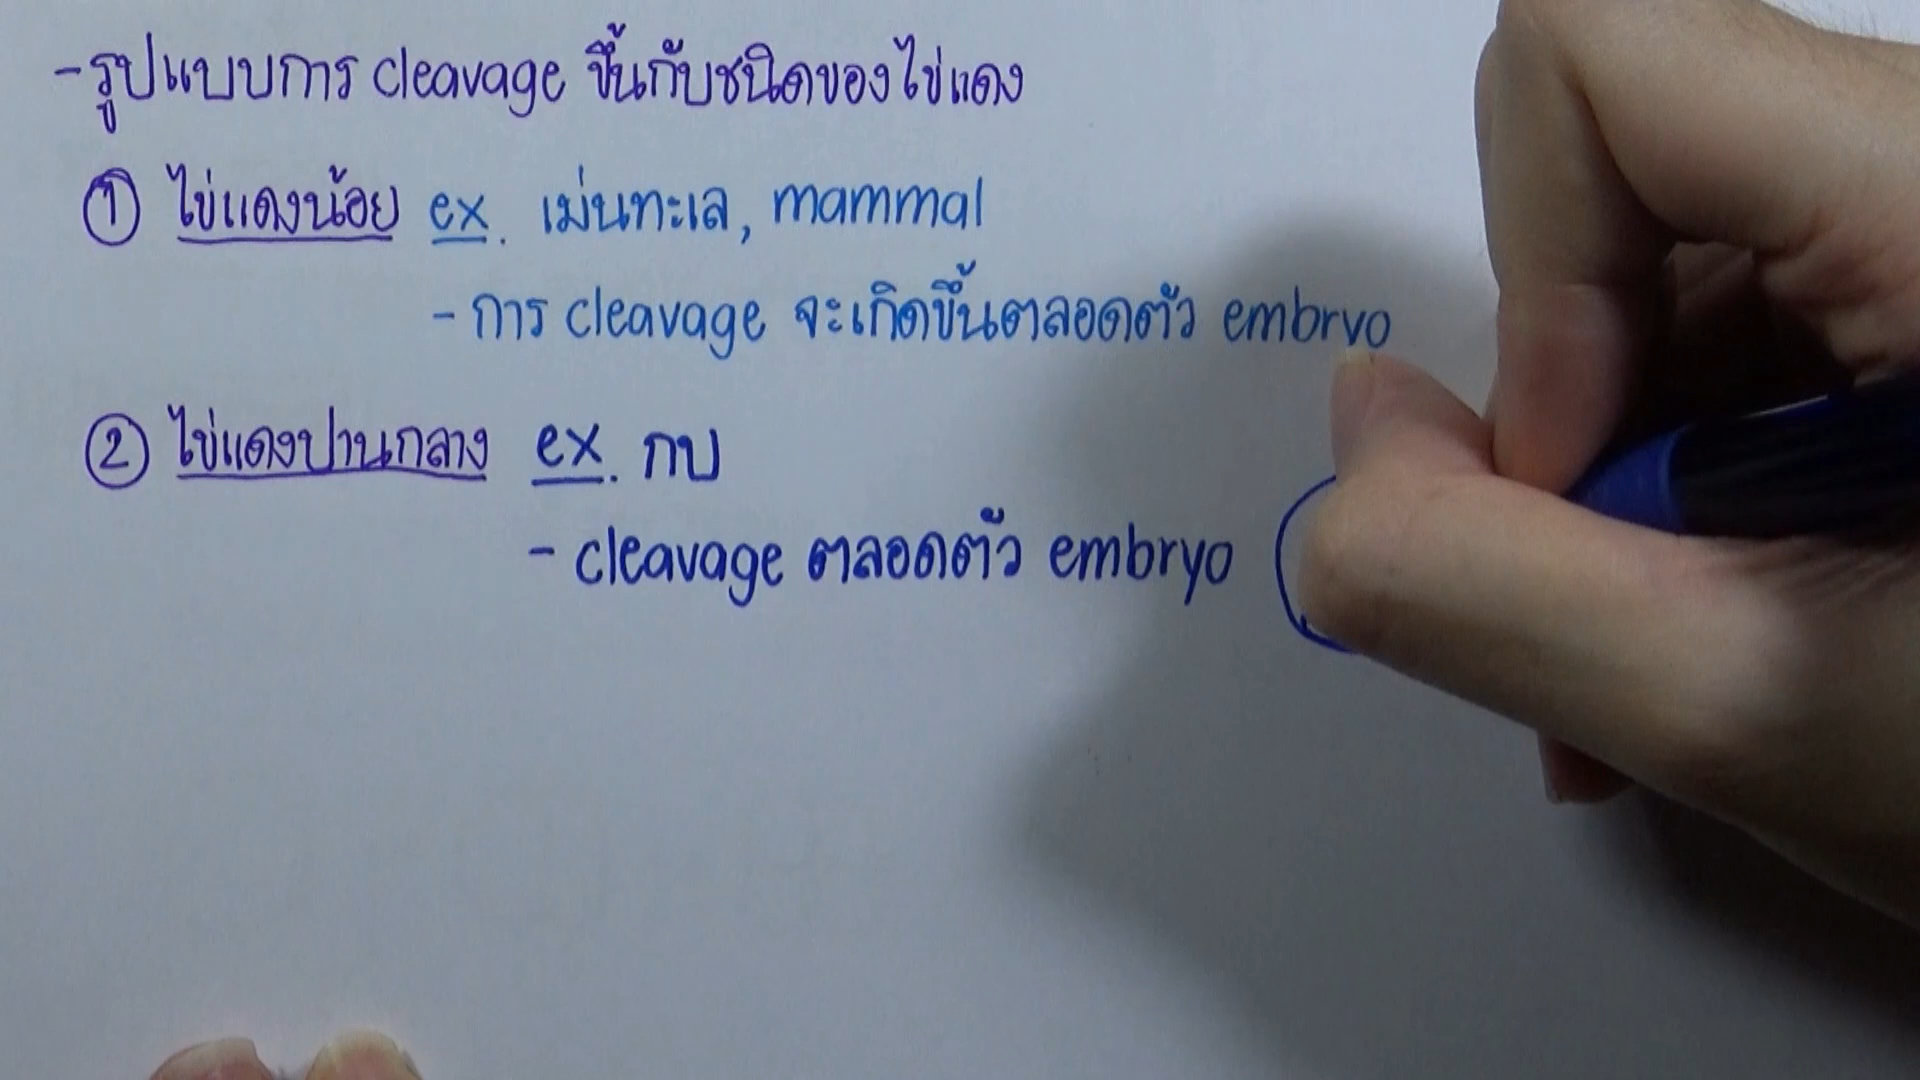 - รูปแบบการ cleavage ขึ้นกับชนิดของไข่แดง
① ไข่แดงน้อย ex. เม่นทะเล, mammal
- การ cleavage จะเกิดขึ้นตลอดตัว embryo
② ไข่แดงปานกลาง ex. กบ
- cleavage ตลอดตัว embryo (